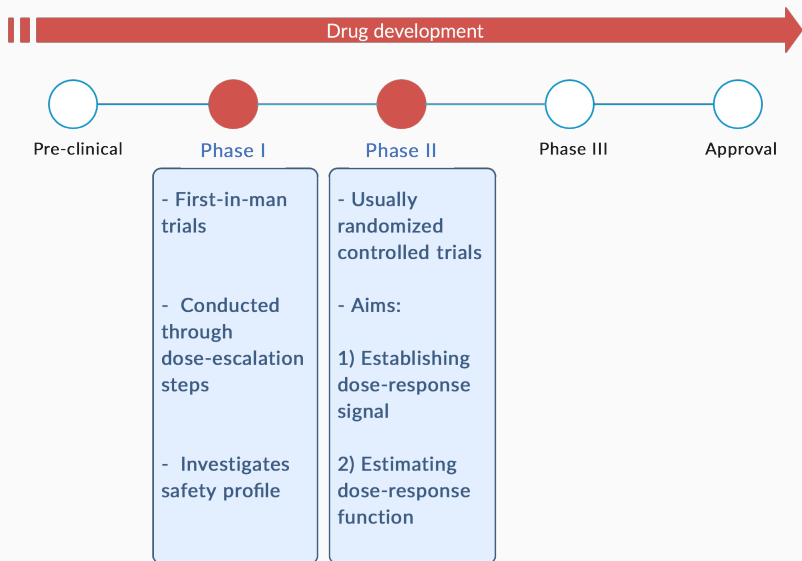 Drug development
Pre-clinical
Phase I
Phase II
Phase III
Approval
- First-in-man
trials
- Conducted
through
dose-escalation
steps
- Investigates
safety profile
- Usually
randomized
controlled trials
- Aims:
1) Establishing
dose-response
signal
2) Estimating
dose-response
function